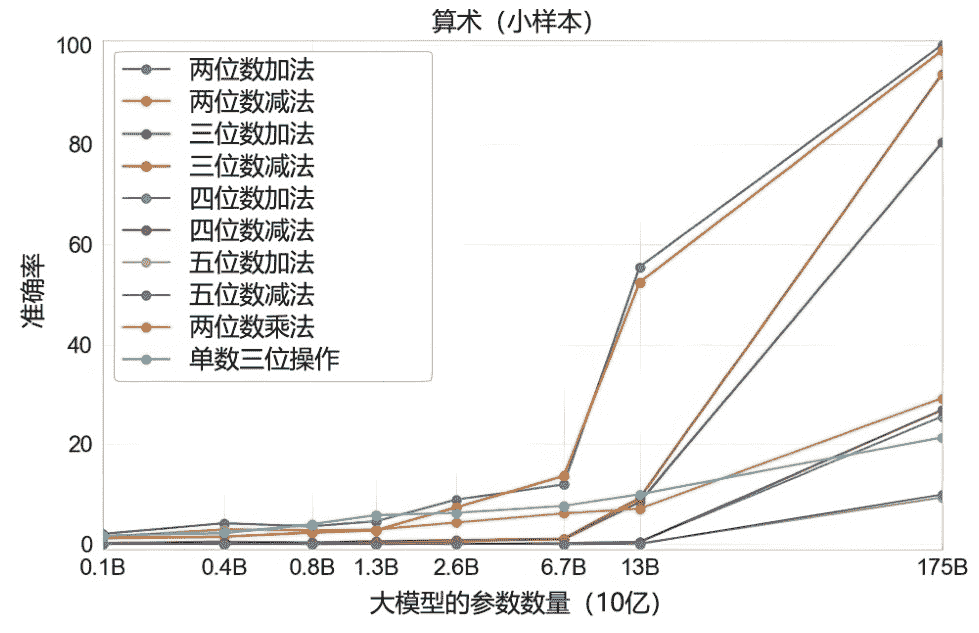 算术（小样本）
100
80
60
40
20
0
准确率
两位数加法
两位数减法
三位数加法
三位数减法
四位数加法
四位数减法
五位数加法
五位数减法
两位数乘法
单数三位操作
0.1B 0.4B 0.8B 1.3B 2.6B 6.7B 13B 175B
大模型的参数数量（10亿）